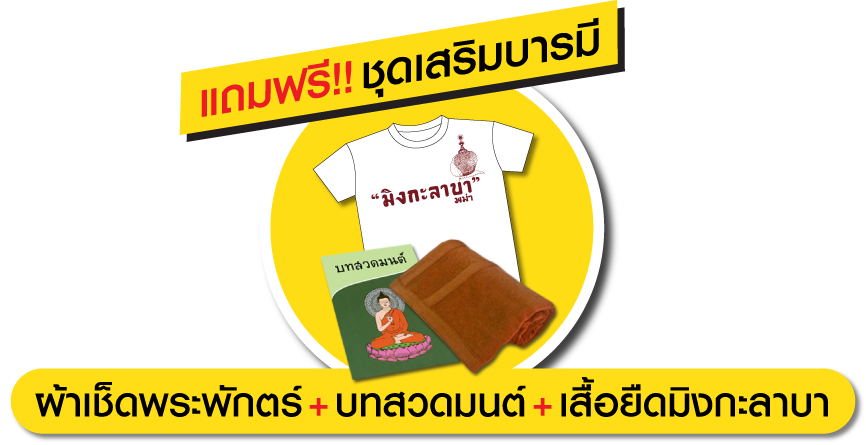 แถมฟรี!! ชุดเสริมบารมี
“มิงกะลาบา”
พม่า
บทสวดมนต์
ผ้าเช็ดพระพักตร์ + บทสวดมนต์ + เสื้อยืดมิงกะลาบา